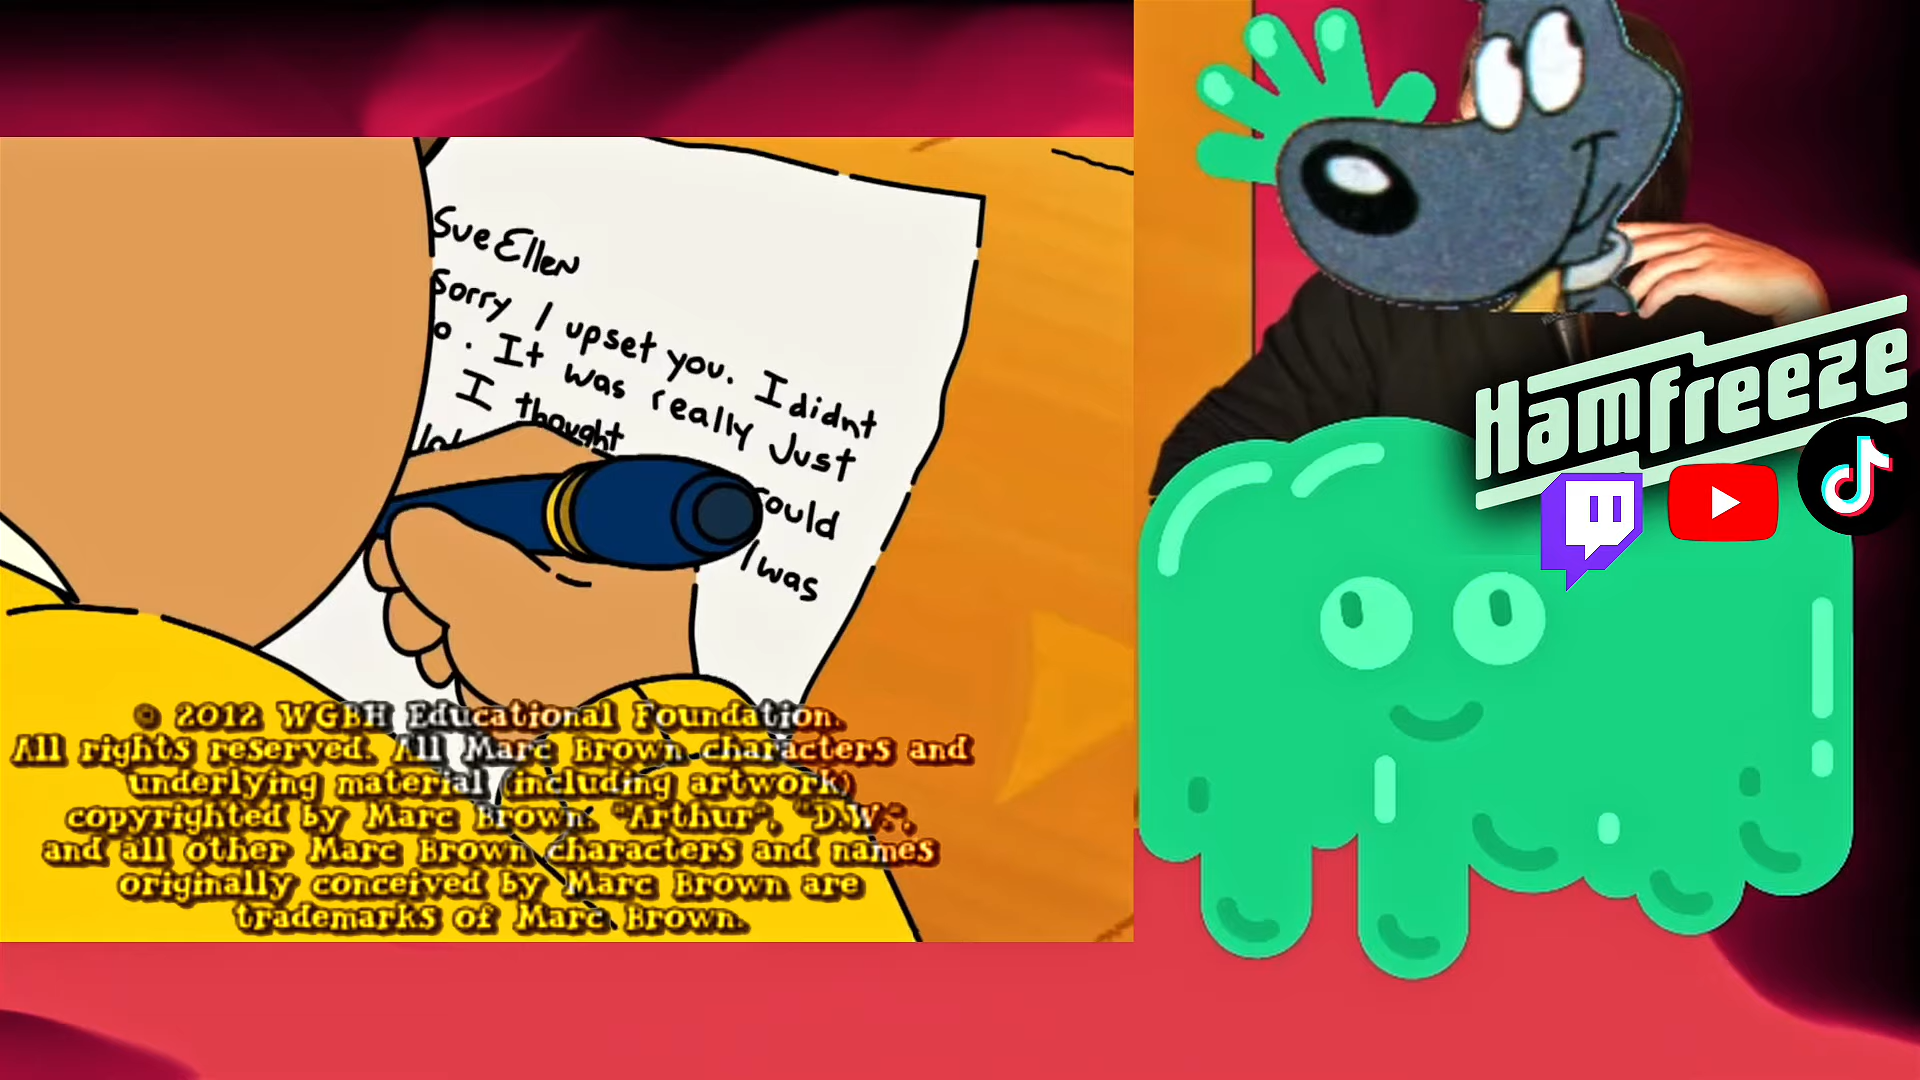 Sue Ellen
Sorry I upset you. I didnt
o. It was really Just
I thought
ould
I was
© 2012 WGBH Educational Foundation.
All rights reserved. All Marc Brown characters and
underlying material (including artwork)
copyrighted by Marc Brown. "Arthur", "D.W.",
and all other Marc Brown characters and names
originally conceived by Marc Brown are
trademarks of Marc Brown.
Hamfreeze